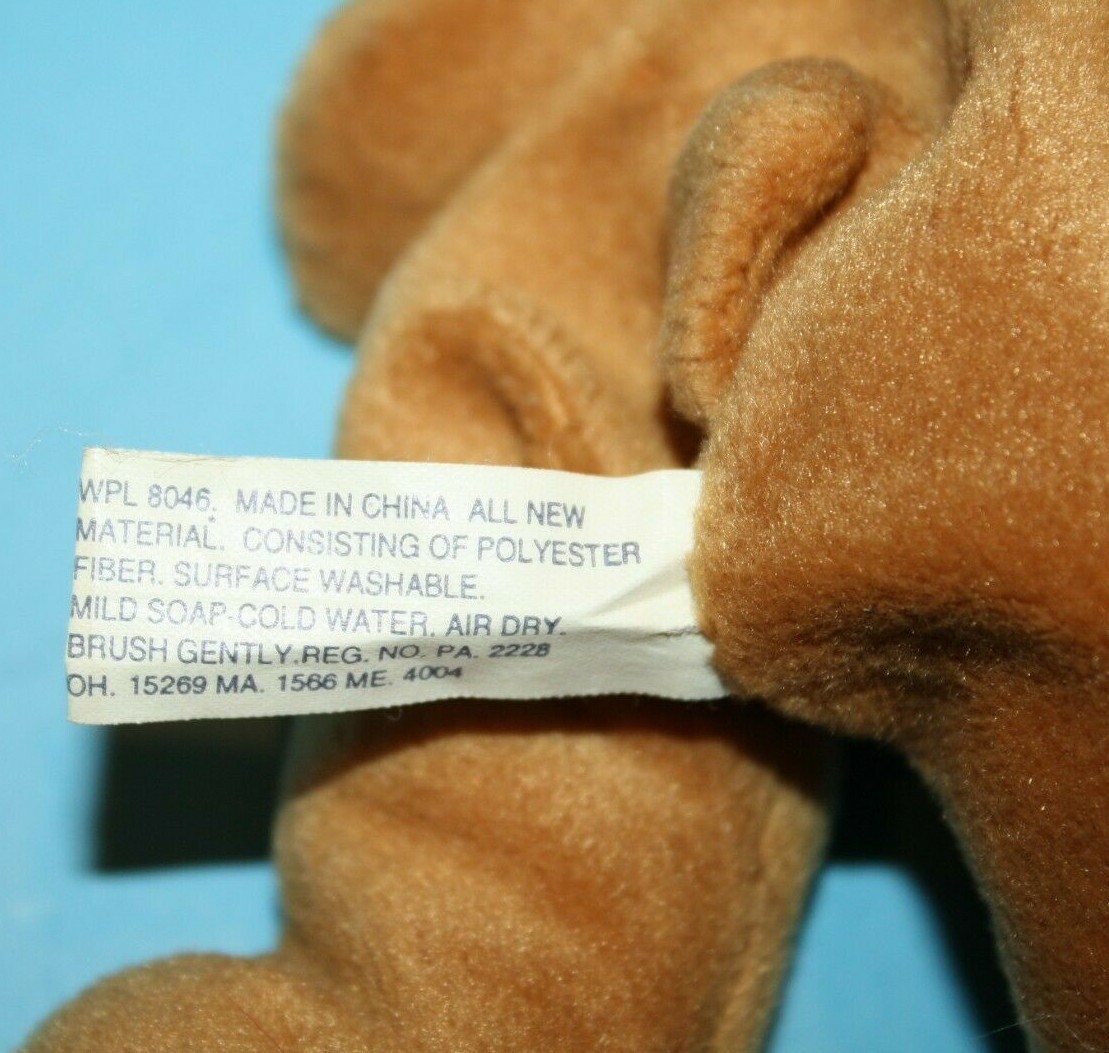 WPL 8046. MADE IN CHINA ALL NEW
MATERIAL. CONSISTING OF POLYESTER
FIBER. SURFACE WASHABLE.
MILD SOAP-COLD WATER. AIR DRY.
BRUSH GENTLY.REG. NO. PA. 2228
OH. 15269 MA. 1566 ME. 4004